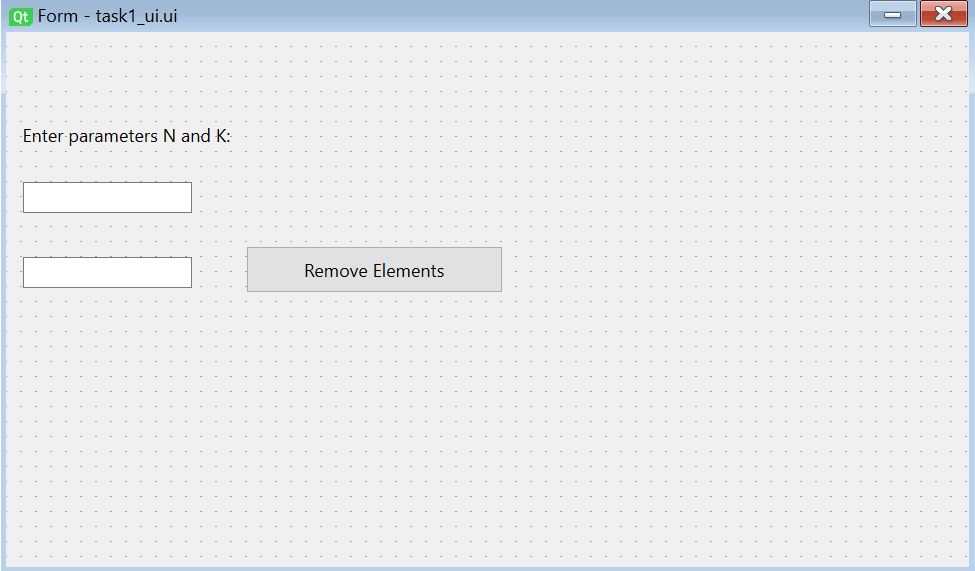 Qt Form - task1_ui.ui
Enter parameters N and K:
Remove Elements